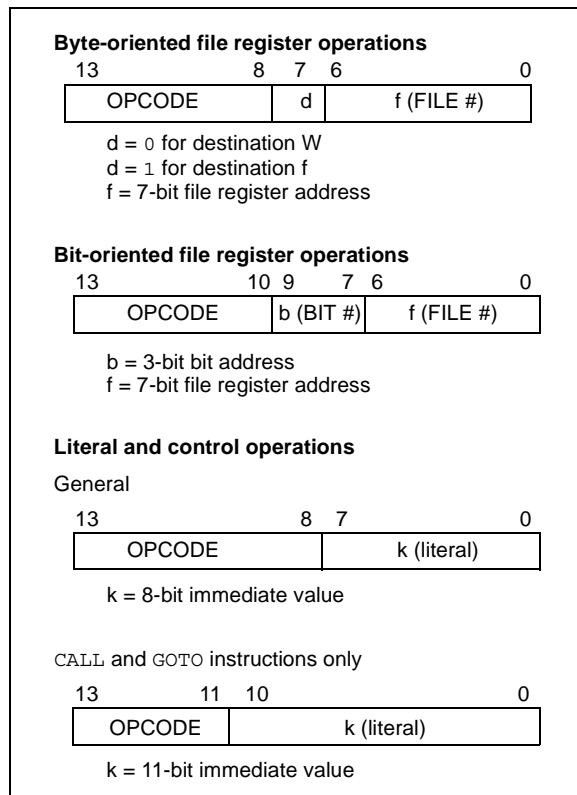 Byte-oriented file register operations
13 8 7 6 0
OPCODE d f (FILE #)
d = 0 for destination W
d = 1 for destination f
f = 7-bit file register address
Bit-oriented file register operations
13 10 9 7 6 0
OPCODE b (BIT #) f (FILE #)
b = 3-bit bit address
f = 7-bit file register address
Literal and control operations
General
13 8 7 0
OPCODE k (literal)
k = 8-bit immediate value
CALL and GOTO instructions only
13 11 10 0
OPCODE k (literal)
k = 11-bit immediate value